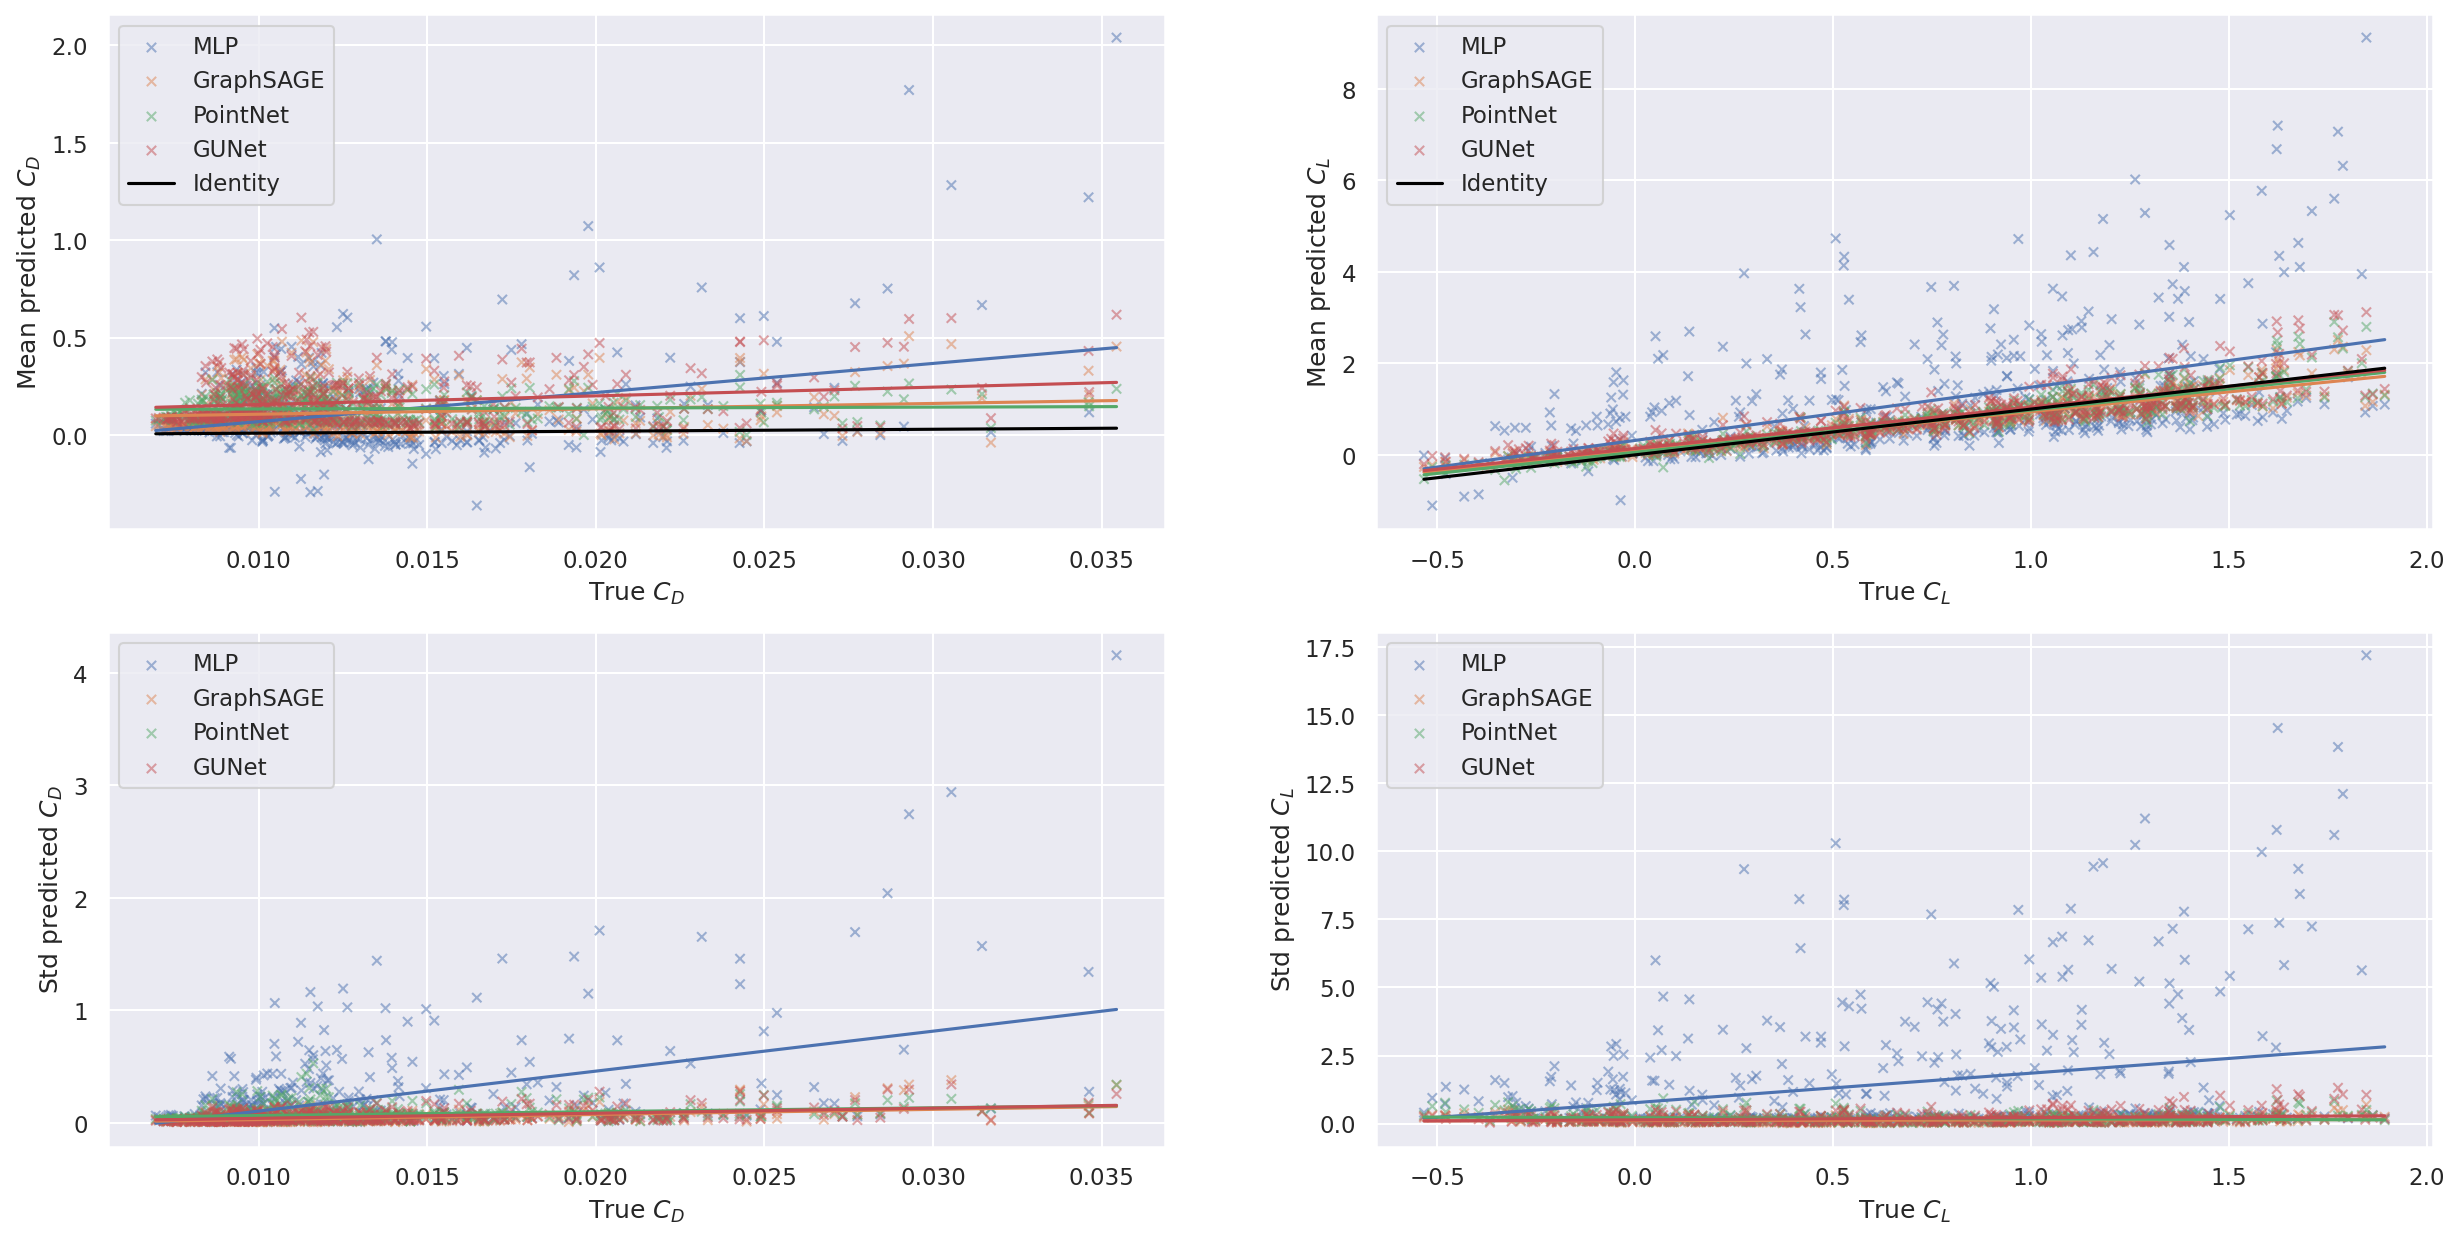 MLP
GraphSAGE
PointNet
GUNet
Identity
2.0
1.5
1.0
0.5
0.0
Mean predicted C_D
0.010 0.015 0.020 0.025 0.030 0.035
True C_D
MLP
GraphSAGE
PointNet
GUNet
Identity
8
6
4
2
0
Mean predicted C_L
−0.5 0.0 0.5 1.0 1.5 2.0
True C_L
MLP
GraphSAGE
PointNet
GUNet
4
3
2
1
0
Std predicted C_D
0.010 0.015 0.020 0.025 0.030 0.035
True C_D
MLP
GraphSAGE
PointNet
GUNet
17.5
15.0
12.5
10.0
7.5
5.0
2.5
0.0
Std predicted C_L
−0.5 0.0 0.5 1.0 1.5 2.0
True C_L